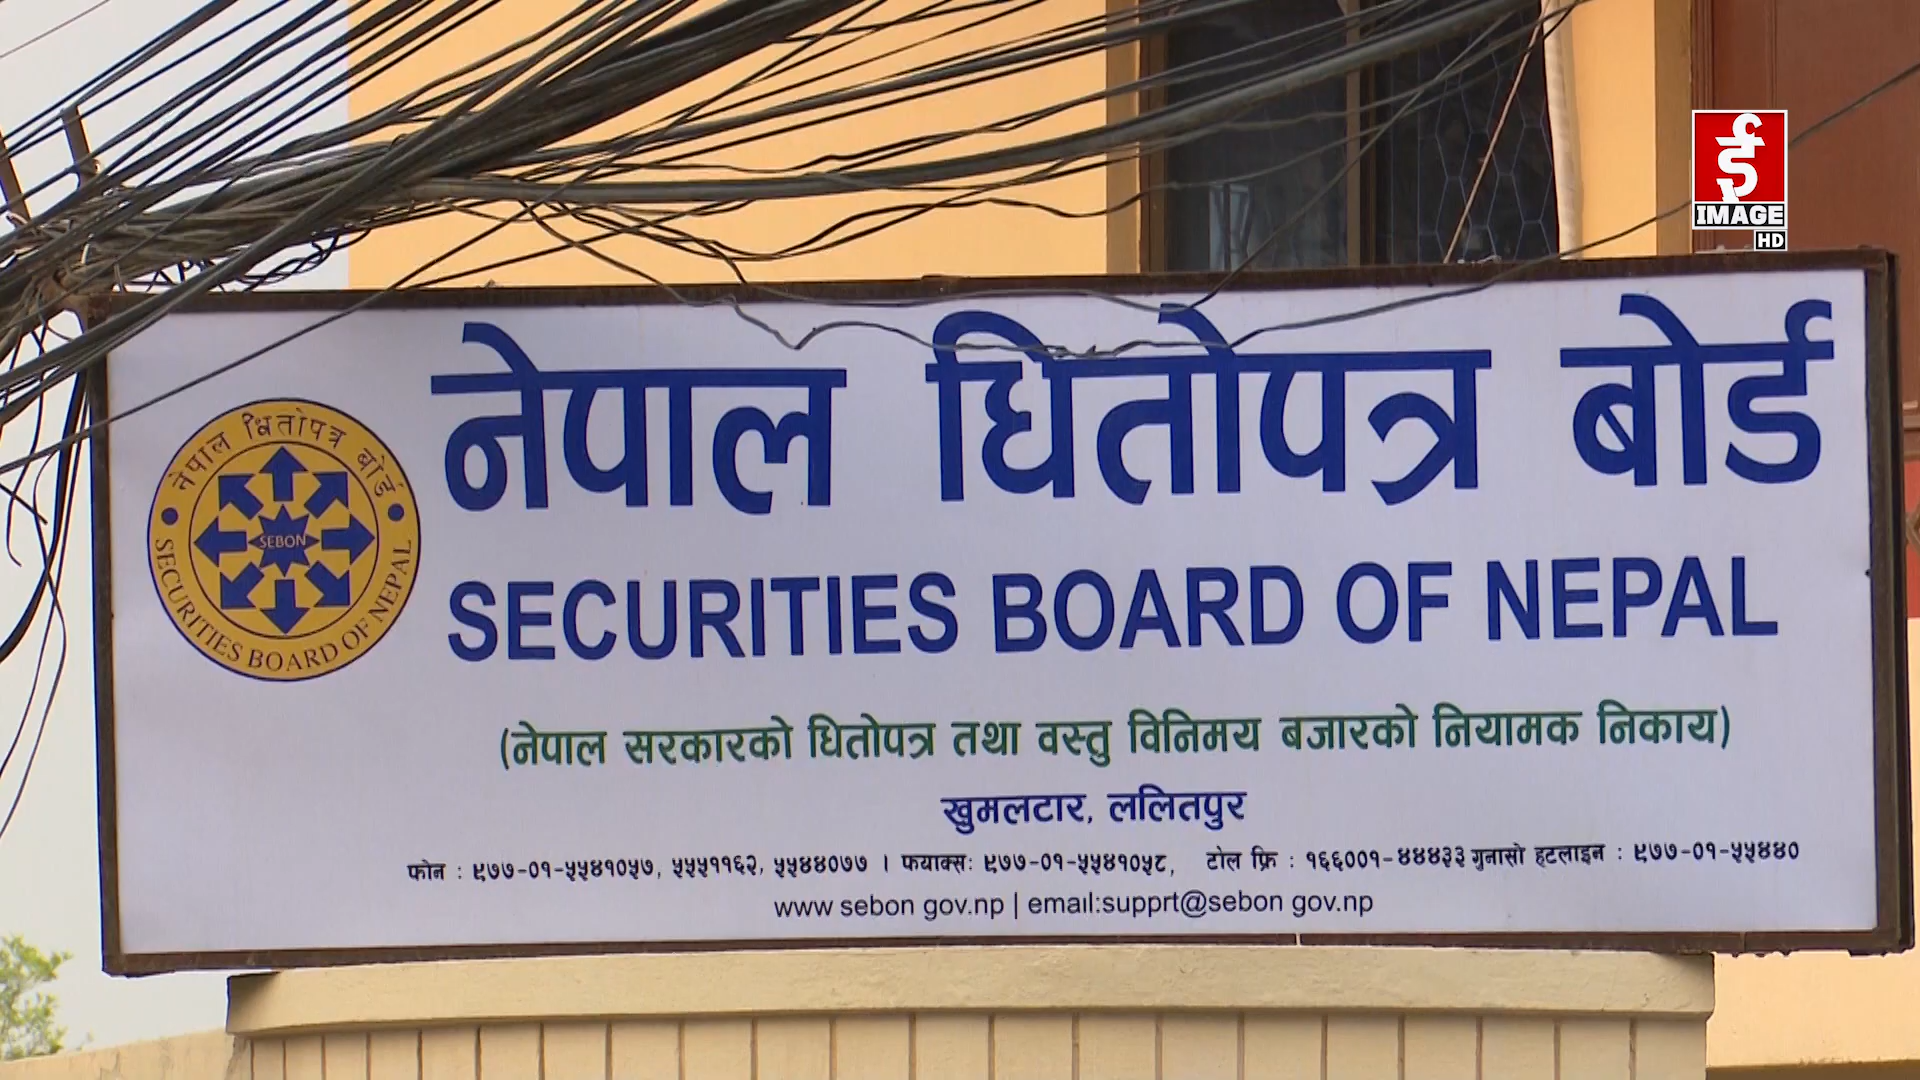 IMAGE
HD
नेपाल धितोपत्र बोर्ड
नेपाल धितोपत्र बोर्ड
SEBON
SECURITIES BOARD OF NEPAL
SECURITIES BOARD OF NEPAL
(नेपाल सरकारको धितोपत्र तथा वस्तु विनिमय बजारको नियामक निकाय)
खुमलटार, ललितपुर
फोन : ९७७-०१-५५४१०५७, ५५५११६२, ५५४४०७७ । फ्याक्स: ९७७-०१-५५४१०५८, टोल फ्रि : १६६००१-४४४३३ गुनासो हटलाइन : ९७७-०१-५५४४०
www sebon gov.np | email:supprt@sebon gov.np